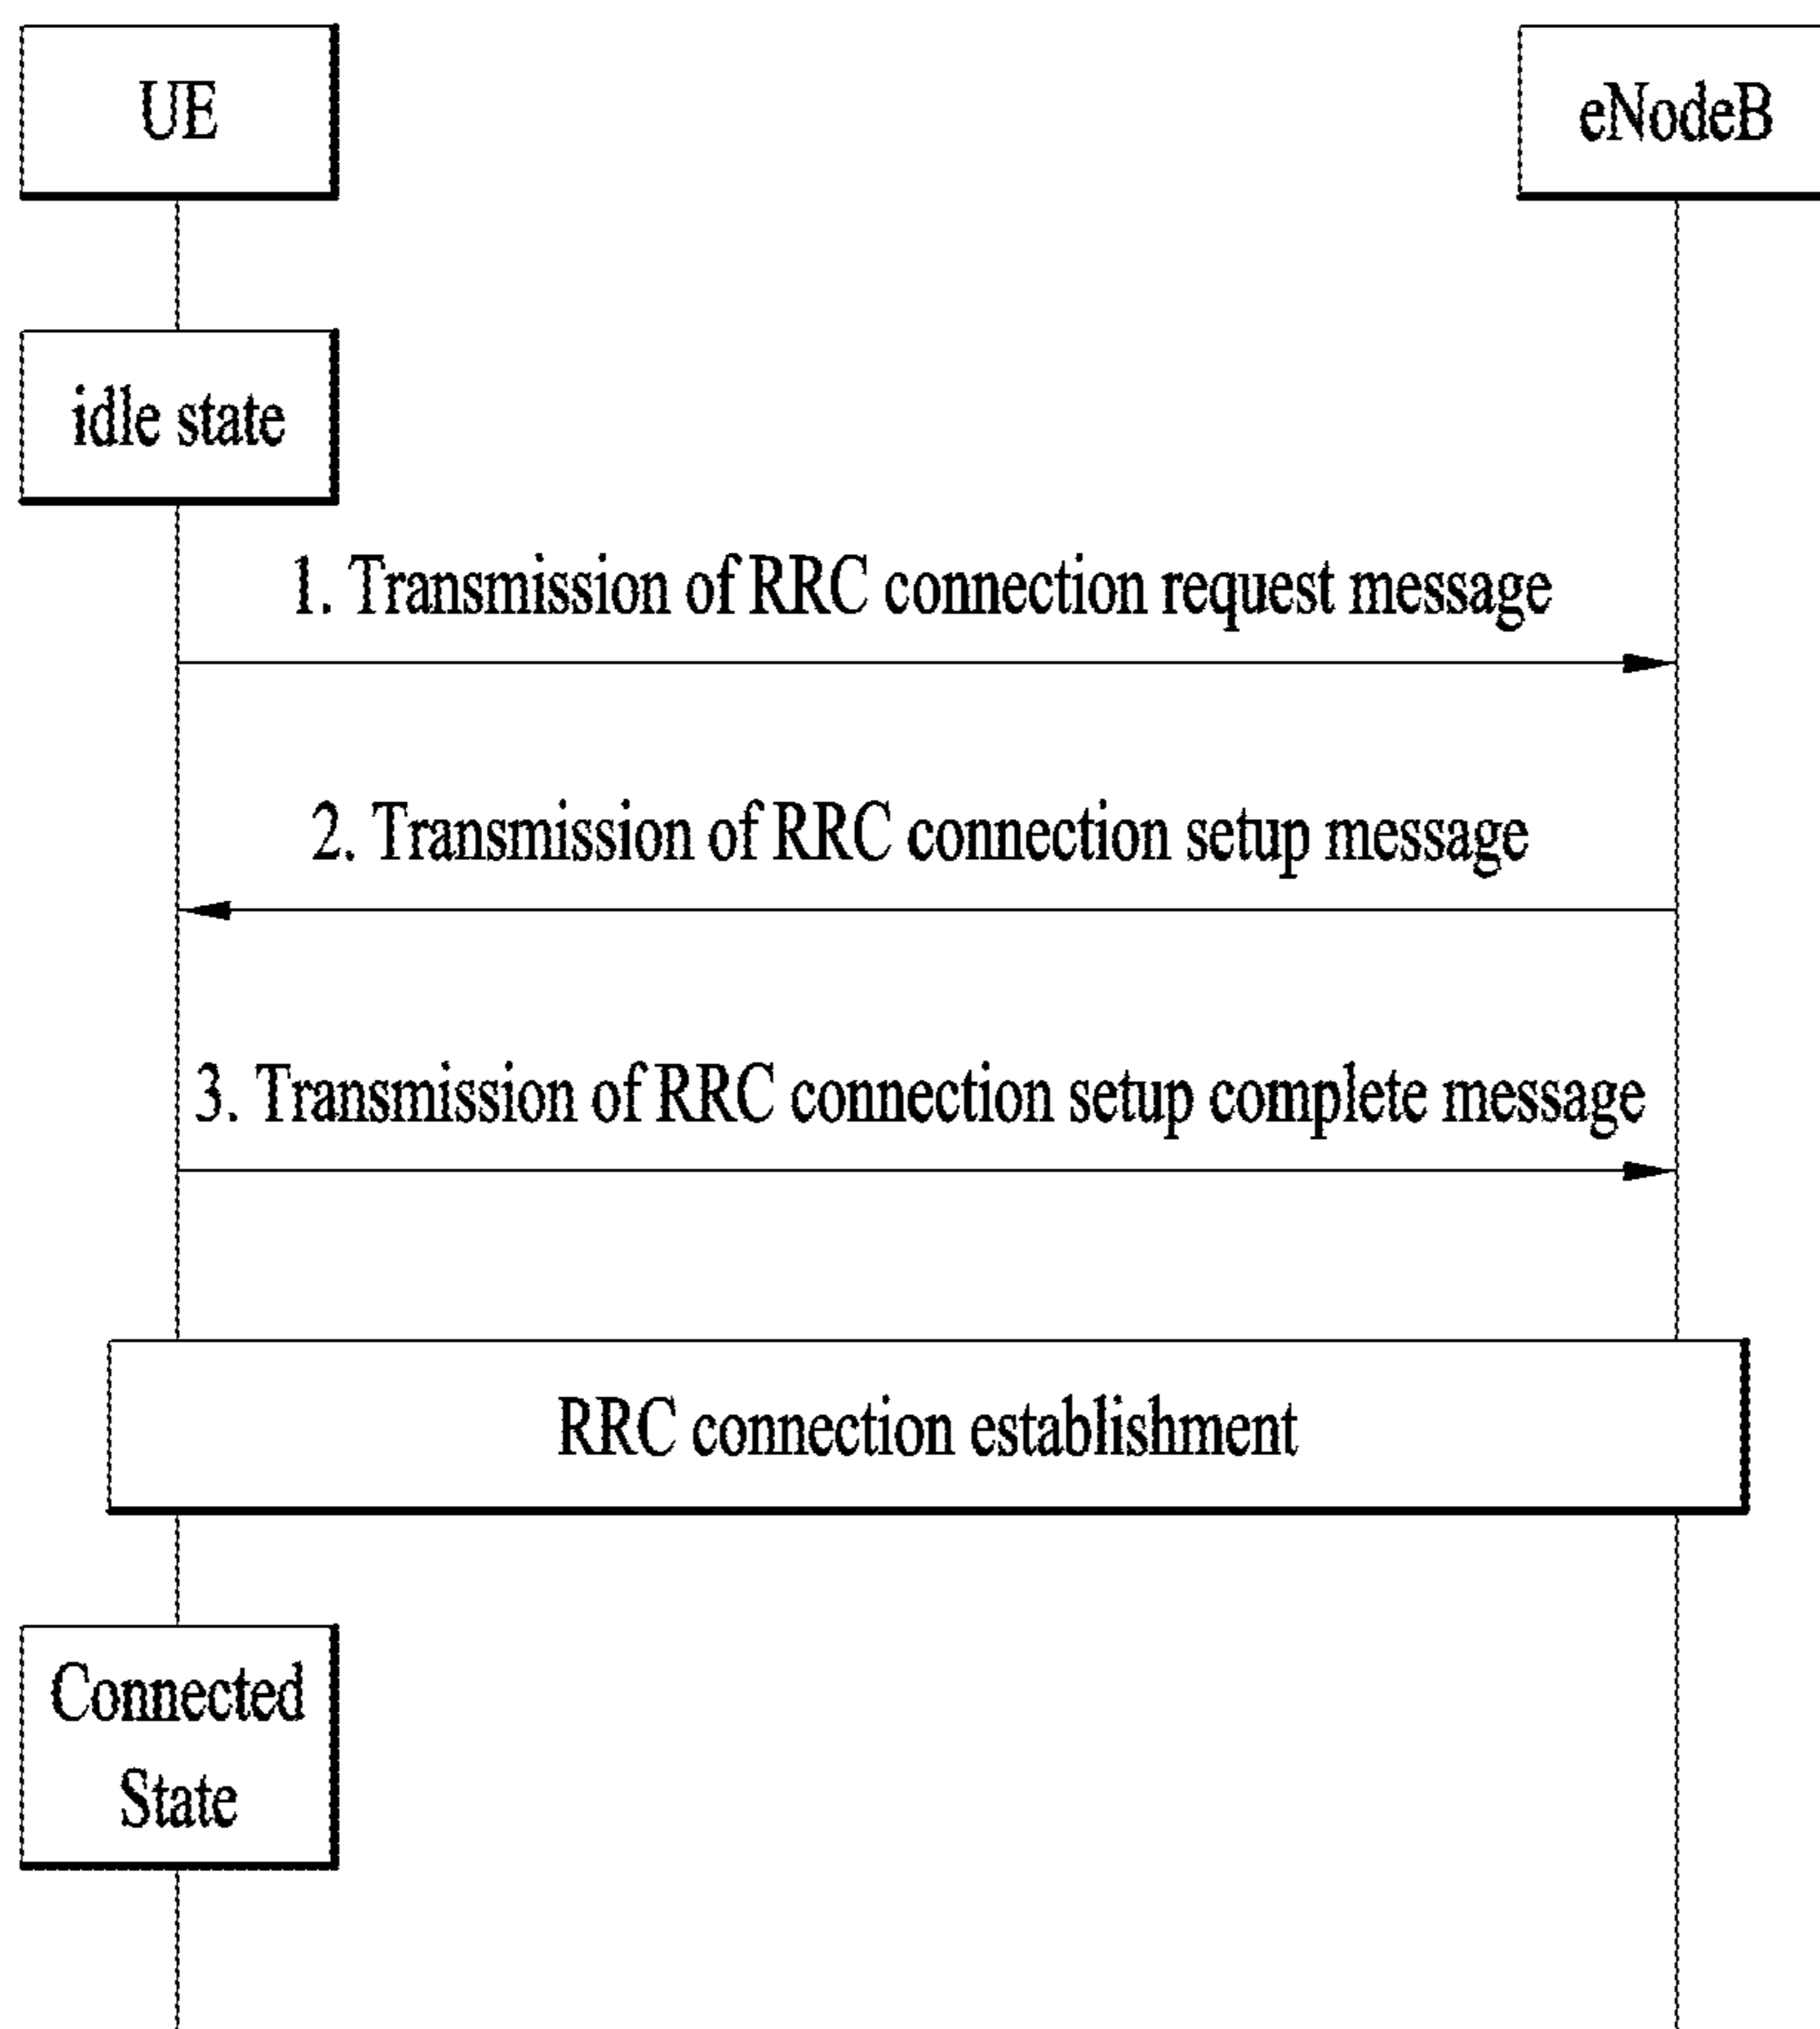 UE
eNodeB
idle state
1. Transmission of RRC connection request message
2. Transmission of RRC connection setup message
3. Transmission of RRC connection setup complete message
RRC connection establishment
Connected
State